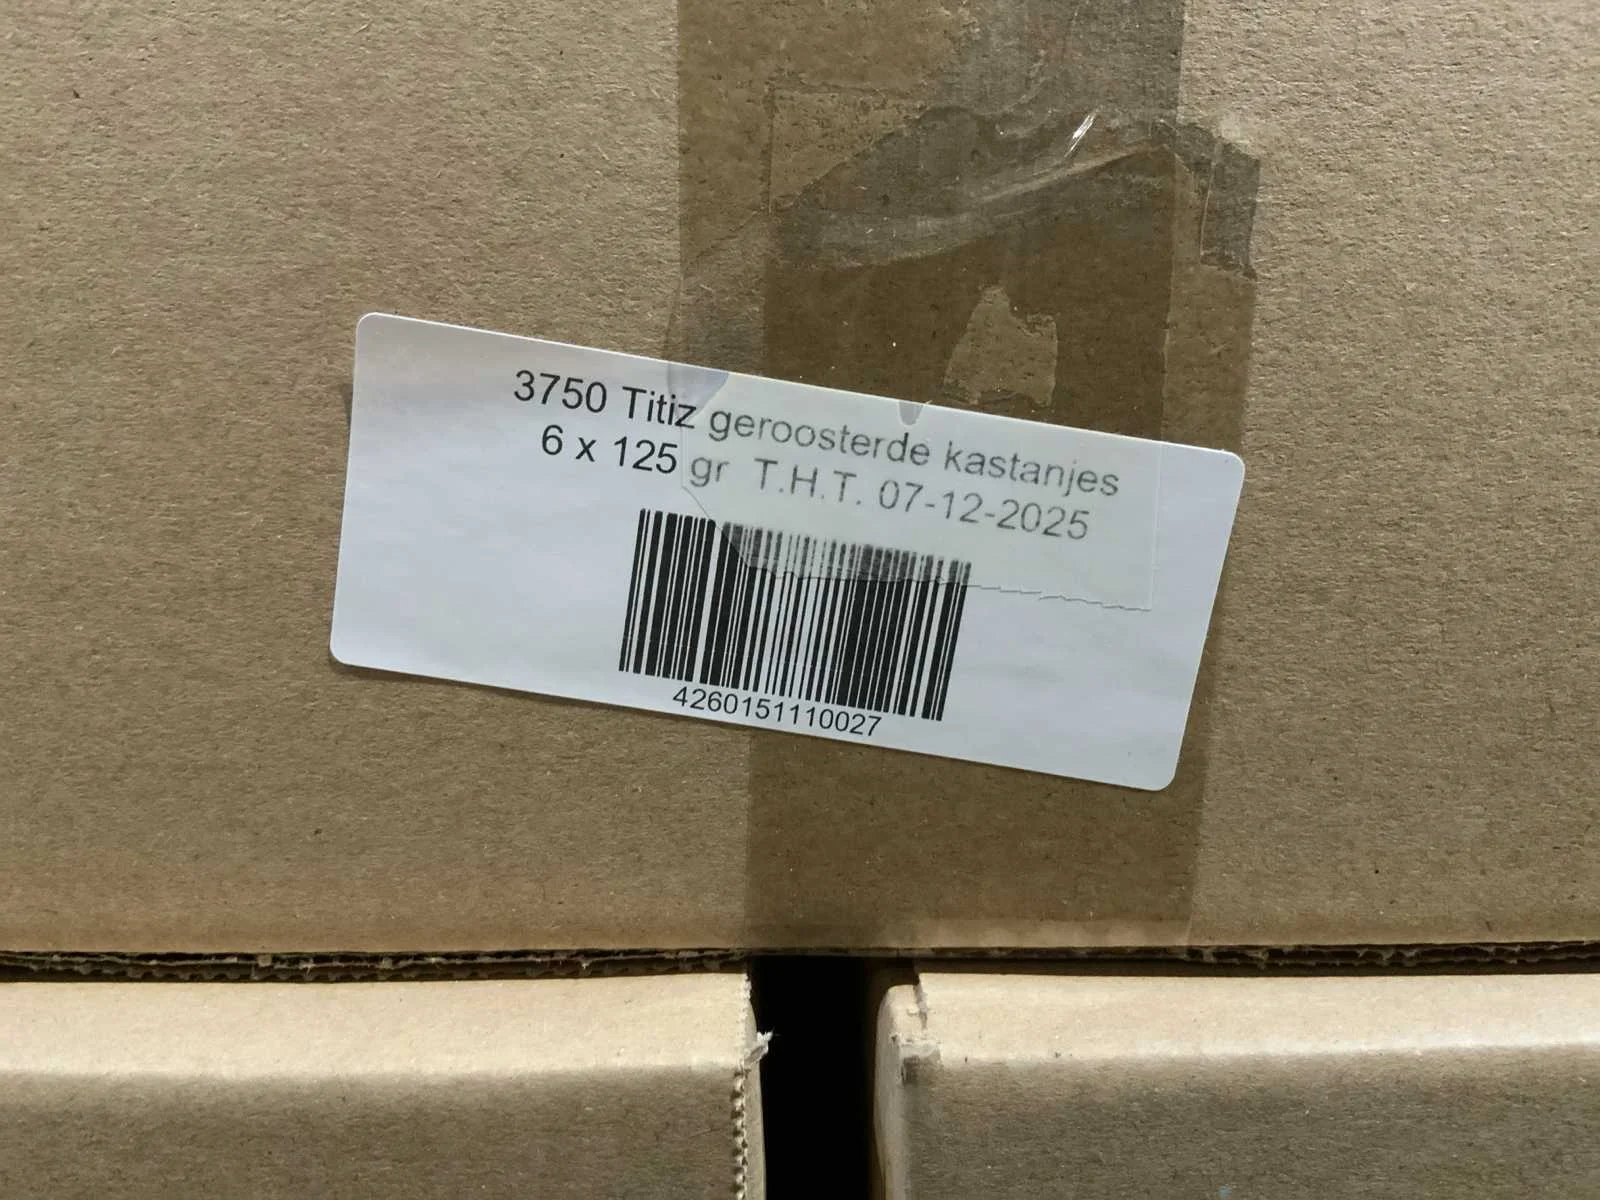 3750 Titiz geroosterde kastanjes
6 x 125 gr T.H.T. 07-12-2025
4260151110027